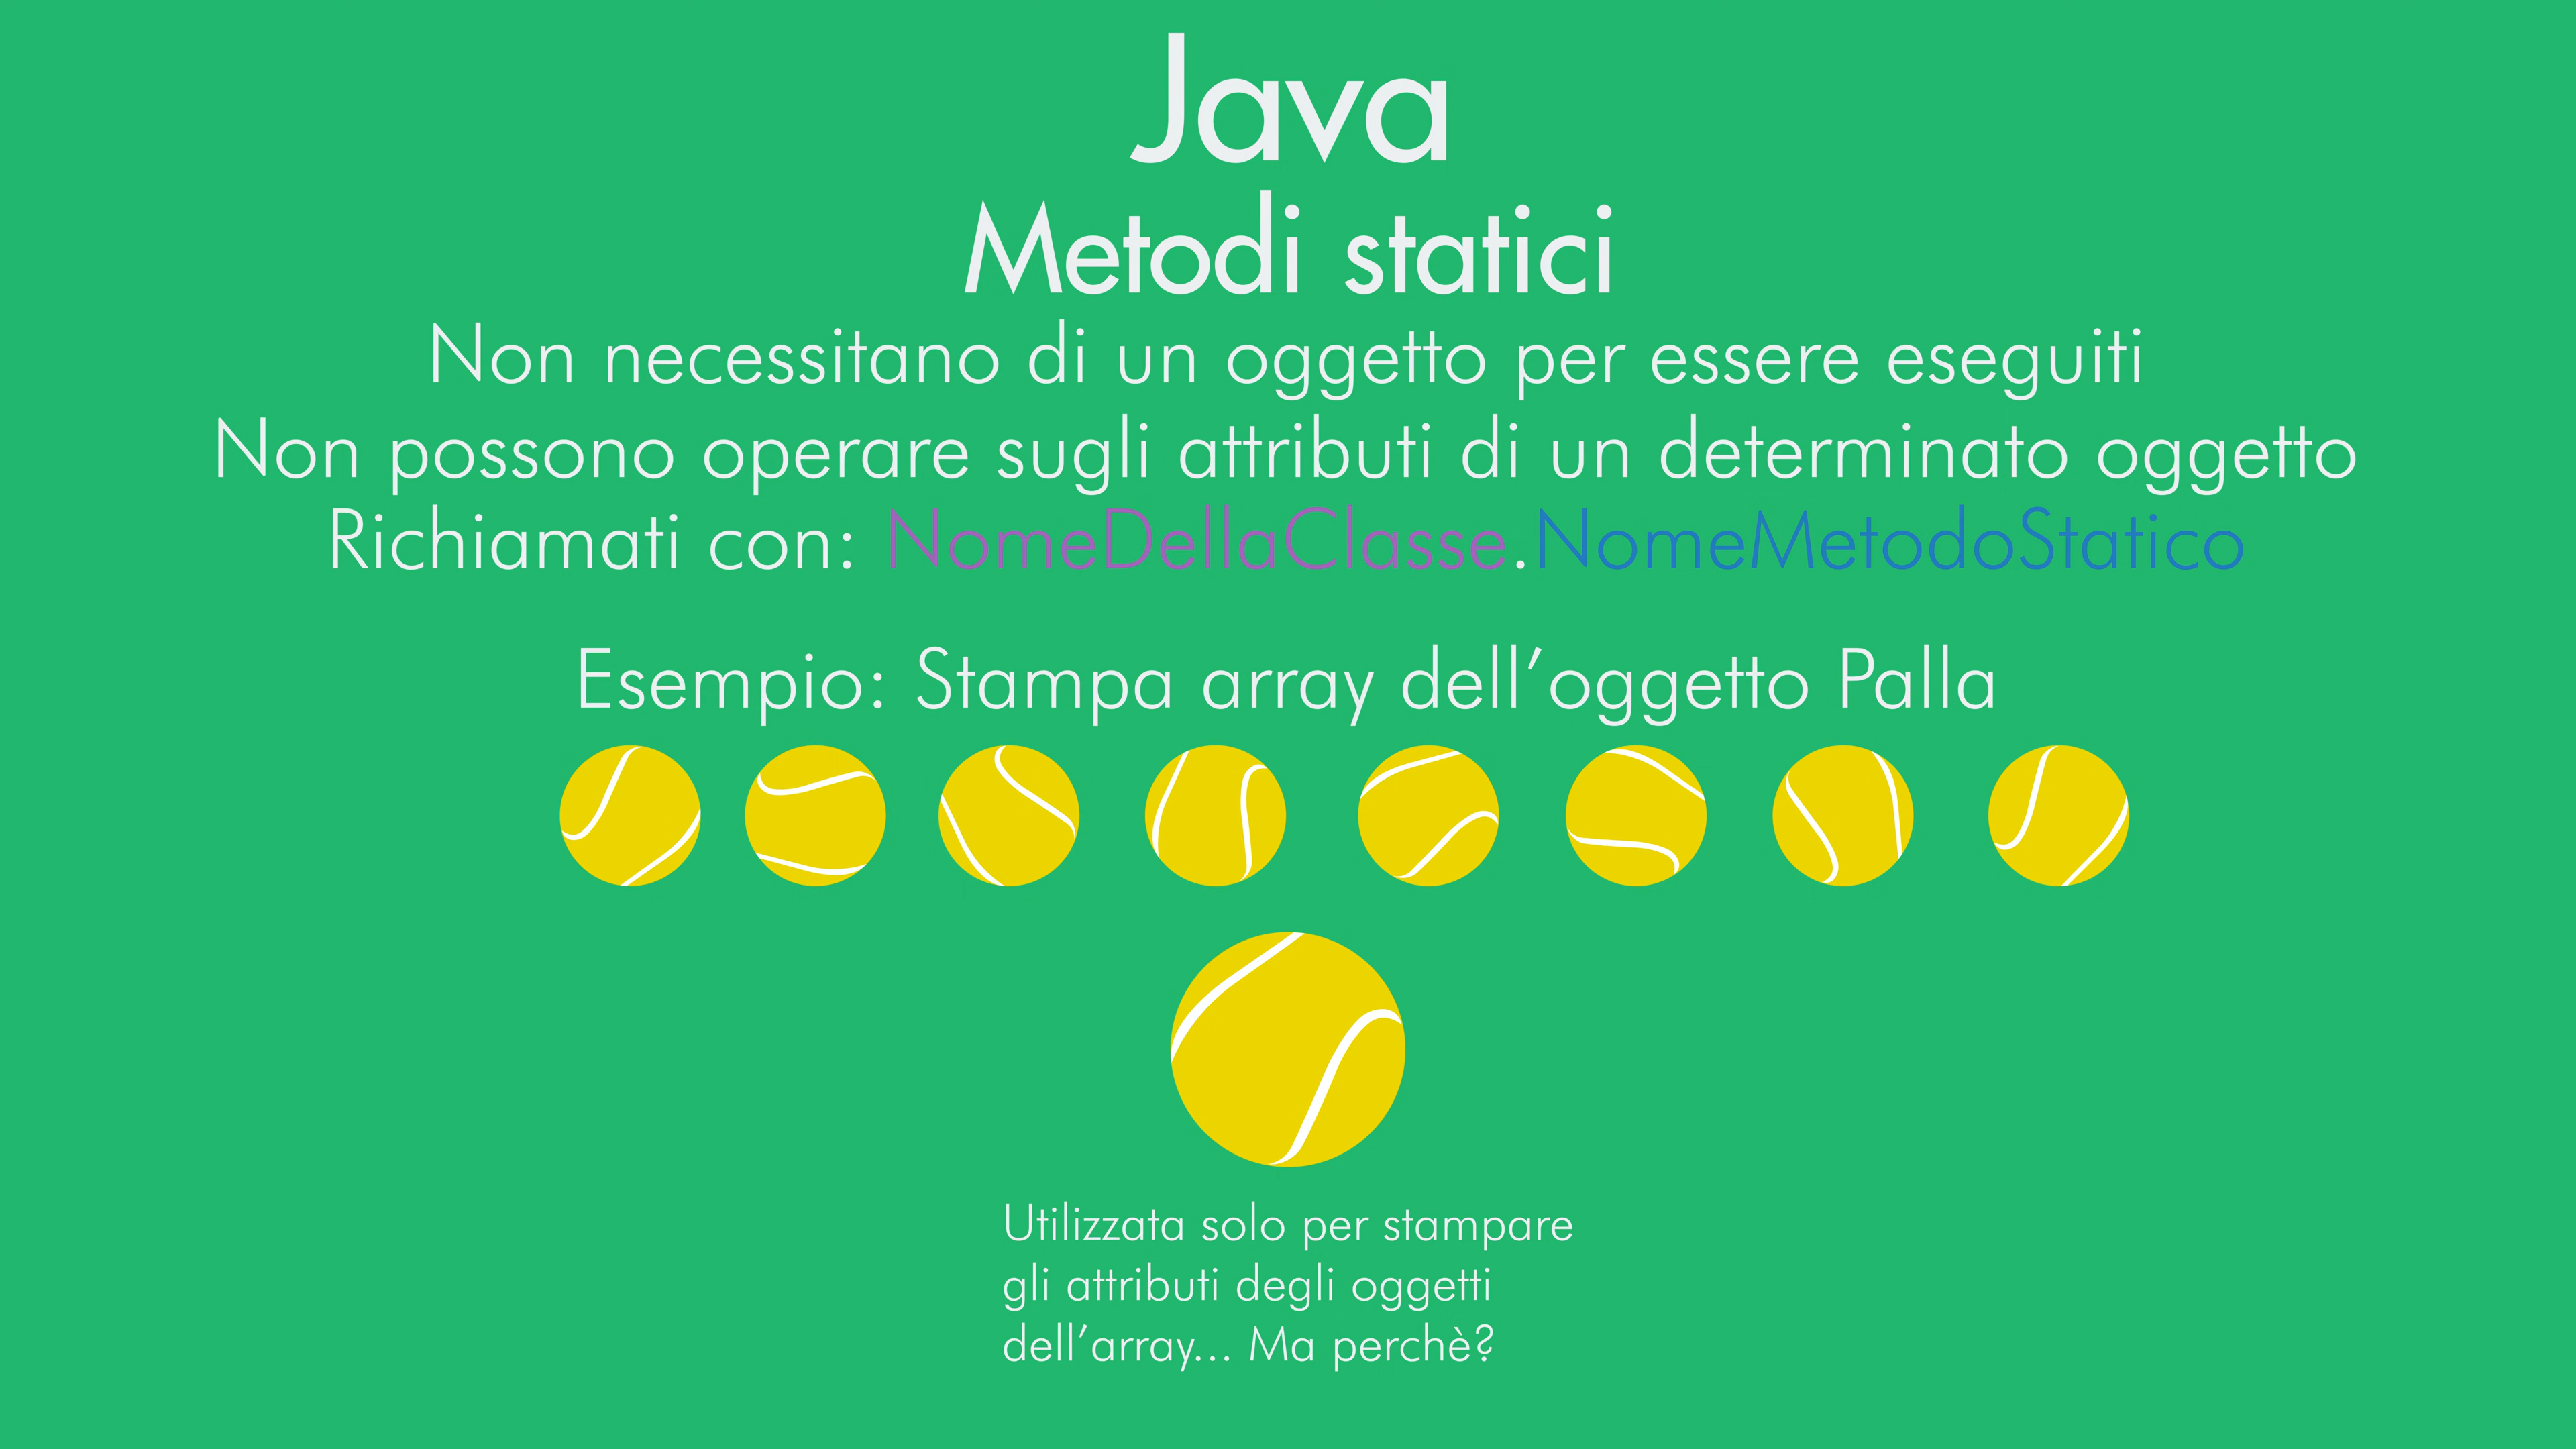 Java
Metodi statici
Non necessitano di un oggetto per essere eseguiti
Non possono operare sugli attributi di un determinato oggetto
Richiamati con: NomeDellaClasse.NomeMetodoStatico
Esempio: Stampa array dell’oggetto Palla
Utilizzata solo per stampare
gli attributi degli oggetti
dell’array... Ma perchè?